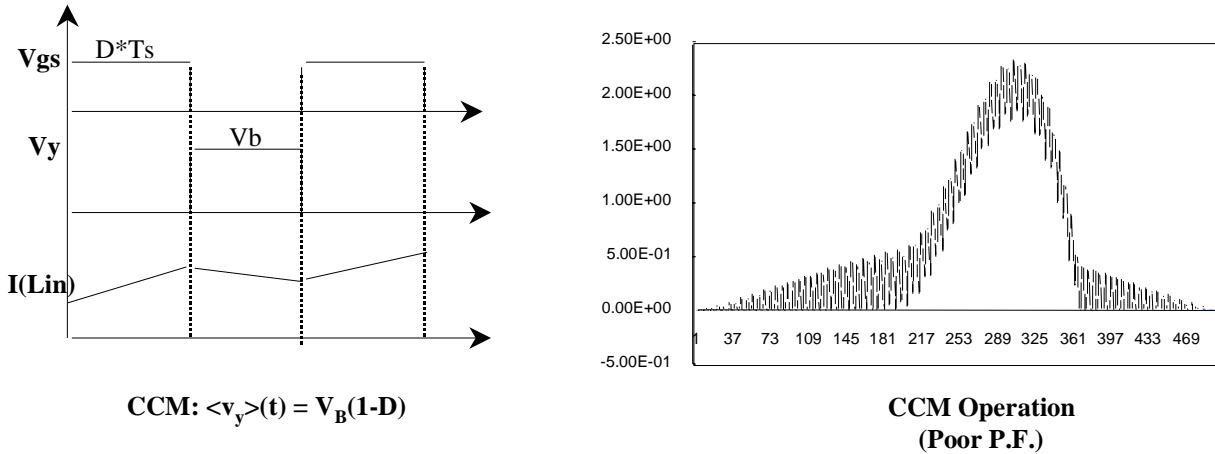 Vgs
D*Ts
Vy
Vb
I(Lin)
CCM: <v_y>(t) = V_B(1-D)
2.50E+00
2.00E+00
1.50E+00
1.00E+00
5.00E-01
0.00E+00
-5.00E-01
1 37 73 109 145 181 217 253 289 325 361 397 433 469
CCM Operation
(Poor P.F.)